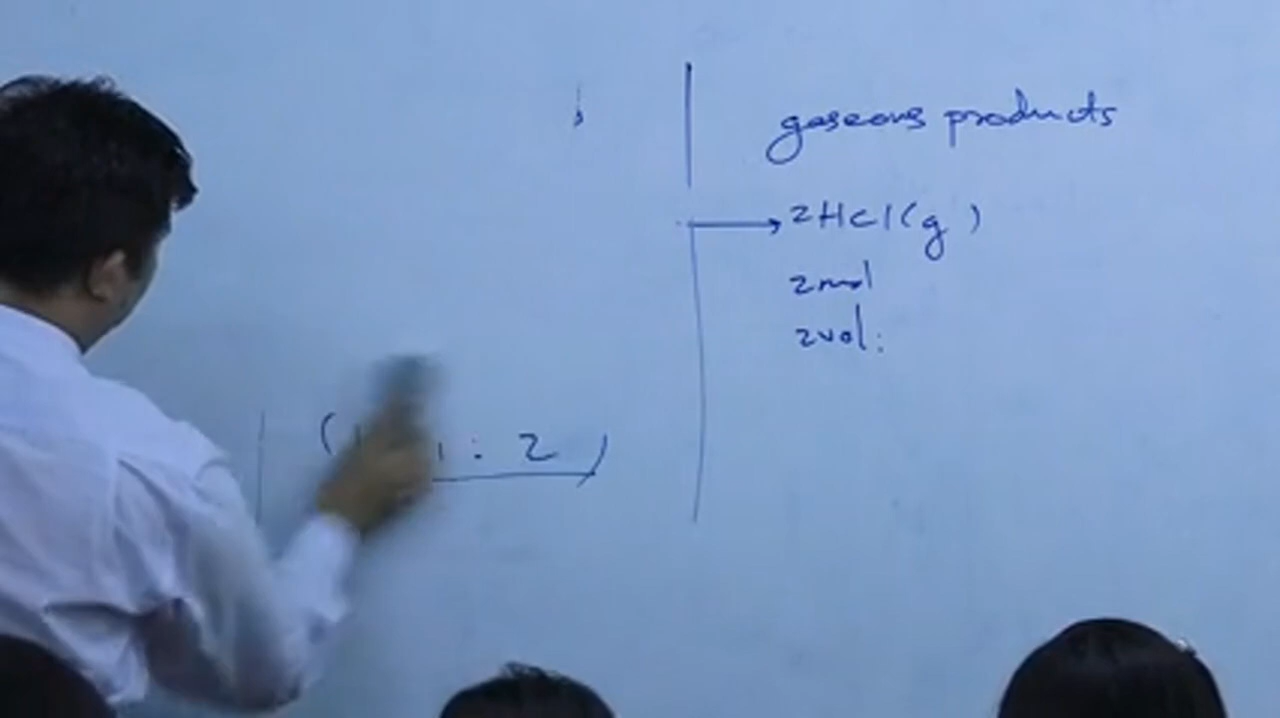 gaseous products
→ 2HCl(g)
2mol
2vol:
( 1 : 2 )